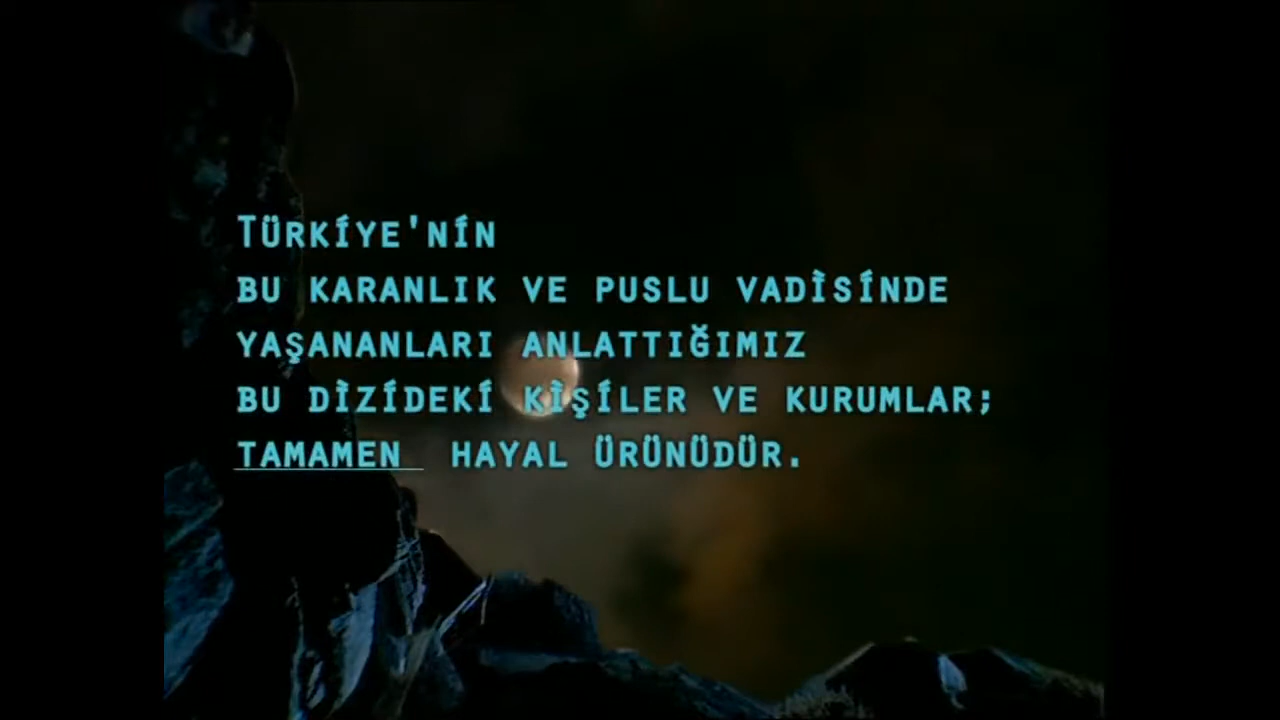 TÜRKİYE'NİN
BU KARANLIK VE PUSLU VADİSİNDE
YAŞANANLARI ANLATTIĞIMIZ
BU DİZİDEKİ KİŞİLER VE KURUMLAR;
TAMAMEN HAYAL ÜRÜNÜDÜR.